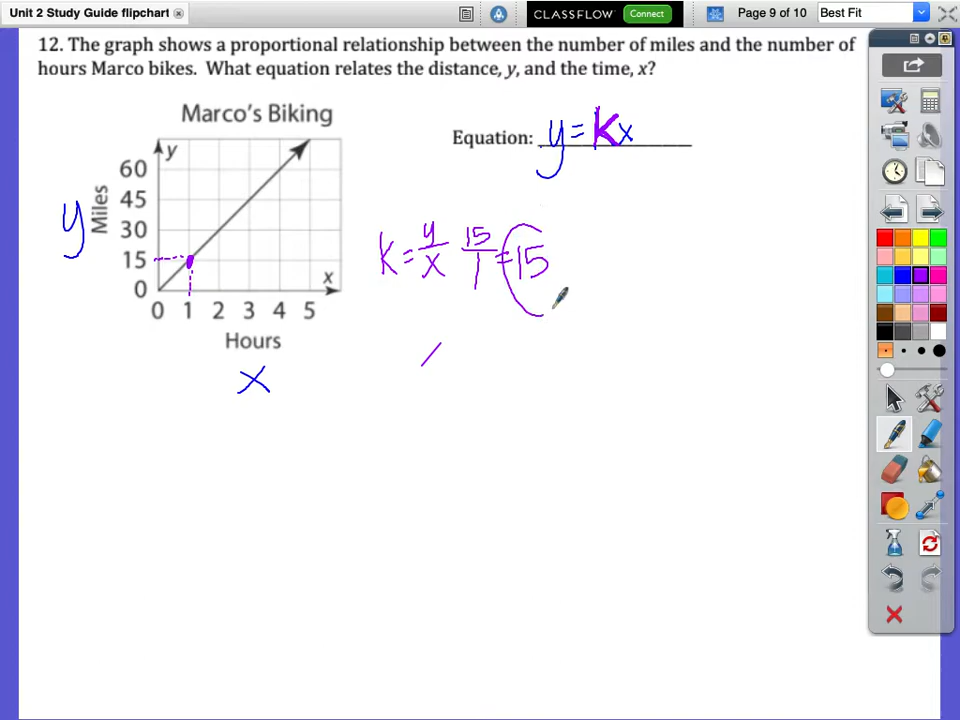 Unit 2 Study Guide flipchart
CLASSFLOW Connect
Page 9 of 10
Best Fit
12. The graph shows a proportional relationship between the number of miles and the number of
hours Marco bikes. What equation relates the distance, y, and the time, x?
Marco's Biking
Equation: y = kx
y
Miles
60
45
30
15
0
y
x
0 1 2 3 4 5
Hours
x
K = y/x 15/1 = 15